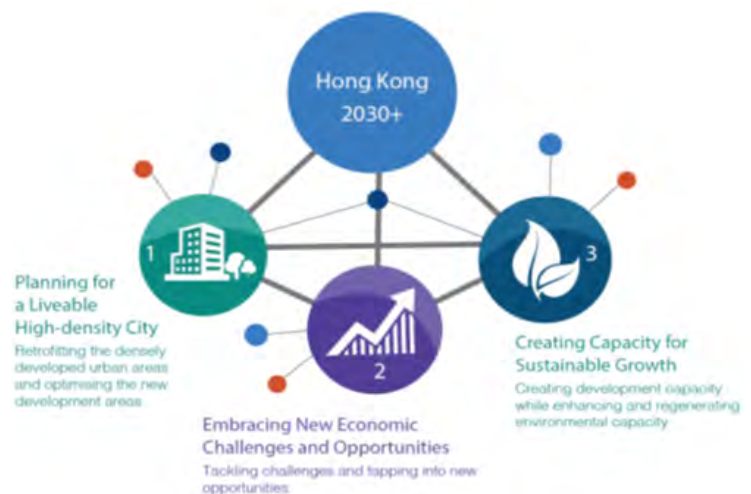 Hong Kong
2030+
1
Planning for
a Liveable
High-density City
Retrofitting the densely
developed urban areas
and optimising the new
development areas
2
Embracing New Economic
Challenges and Opportunities
Tackling challenges and tapping into new
opportunities
3
Creating Capacity for
Sustainable Growth
Creating development capacity
while enhancing and regenerating
environmental capacity